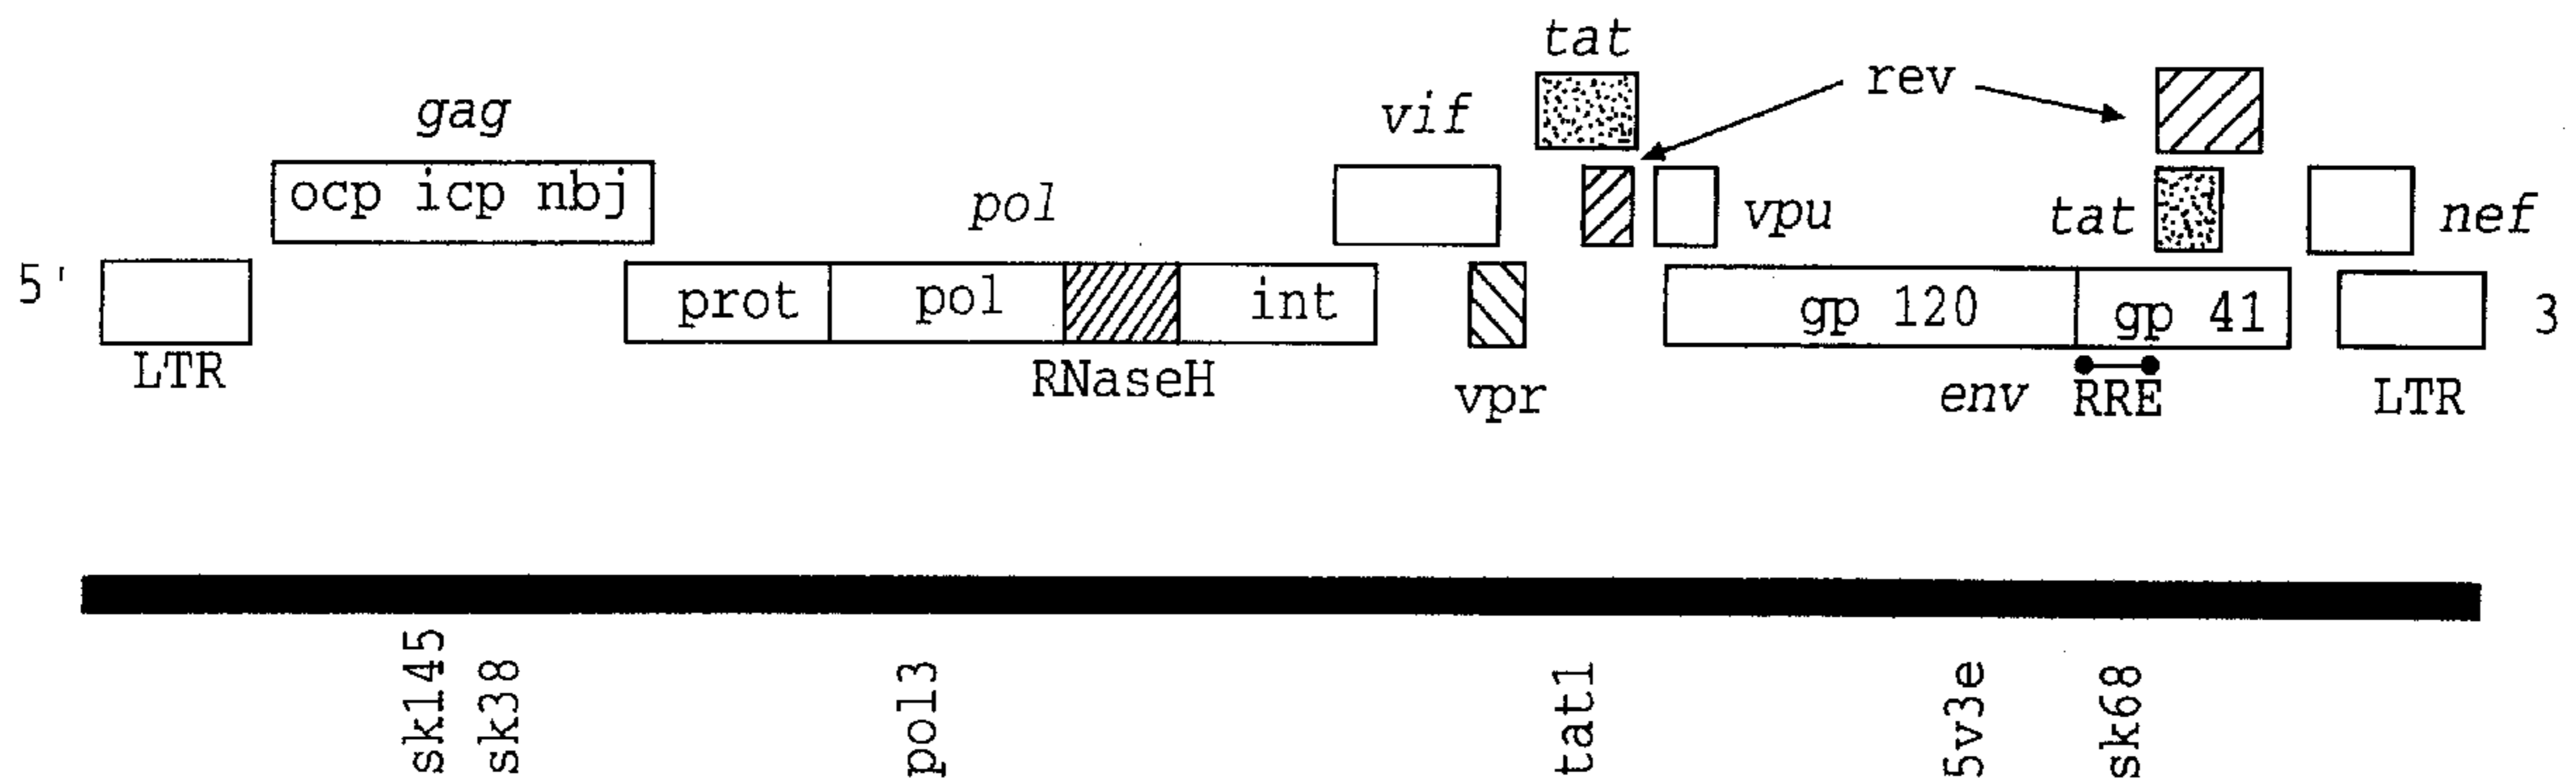 tat
rev
gag
vif
ocp icp nbj
pol
vpu
tat
nef
5'
prot
pol
int
gp 120
gp 41
3
LTR
RNaseH
vpr
env
RRE
LTR
sk145
sk38
pol3
tat1
5v3e
sk68